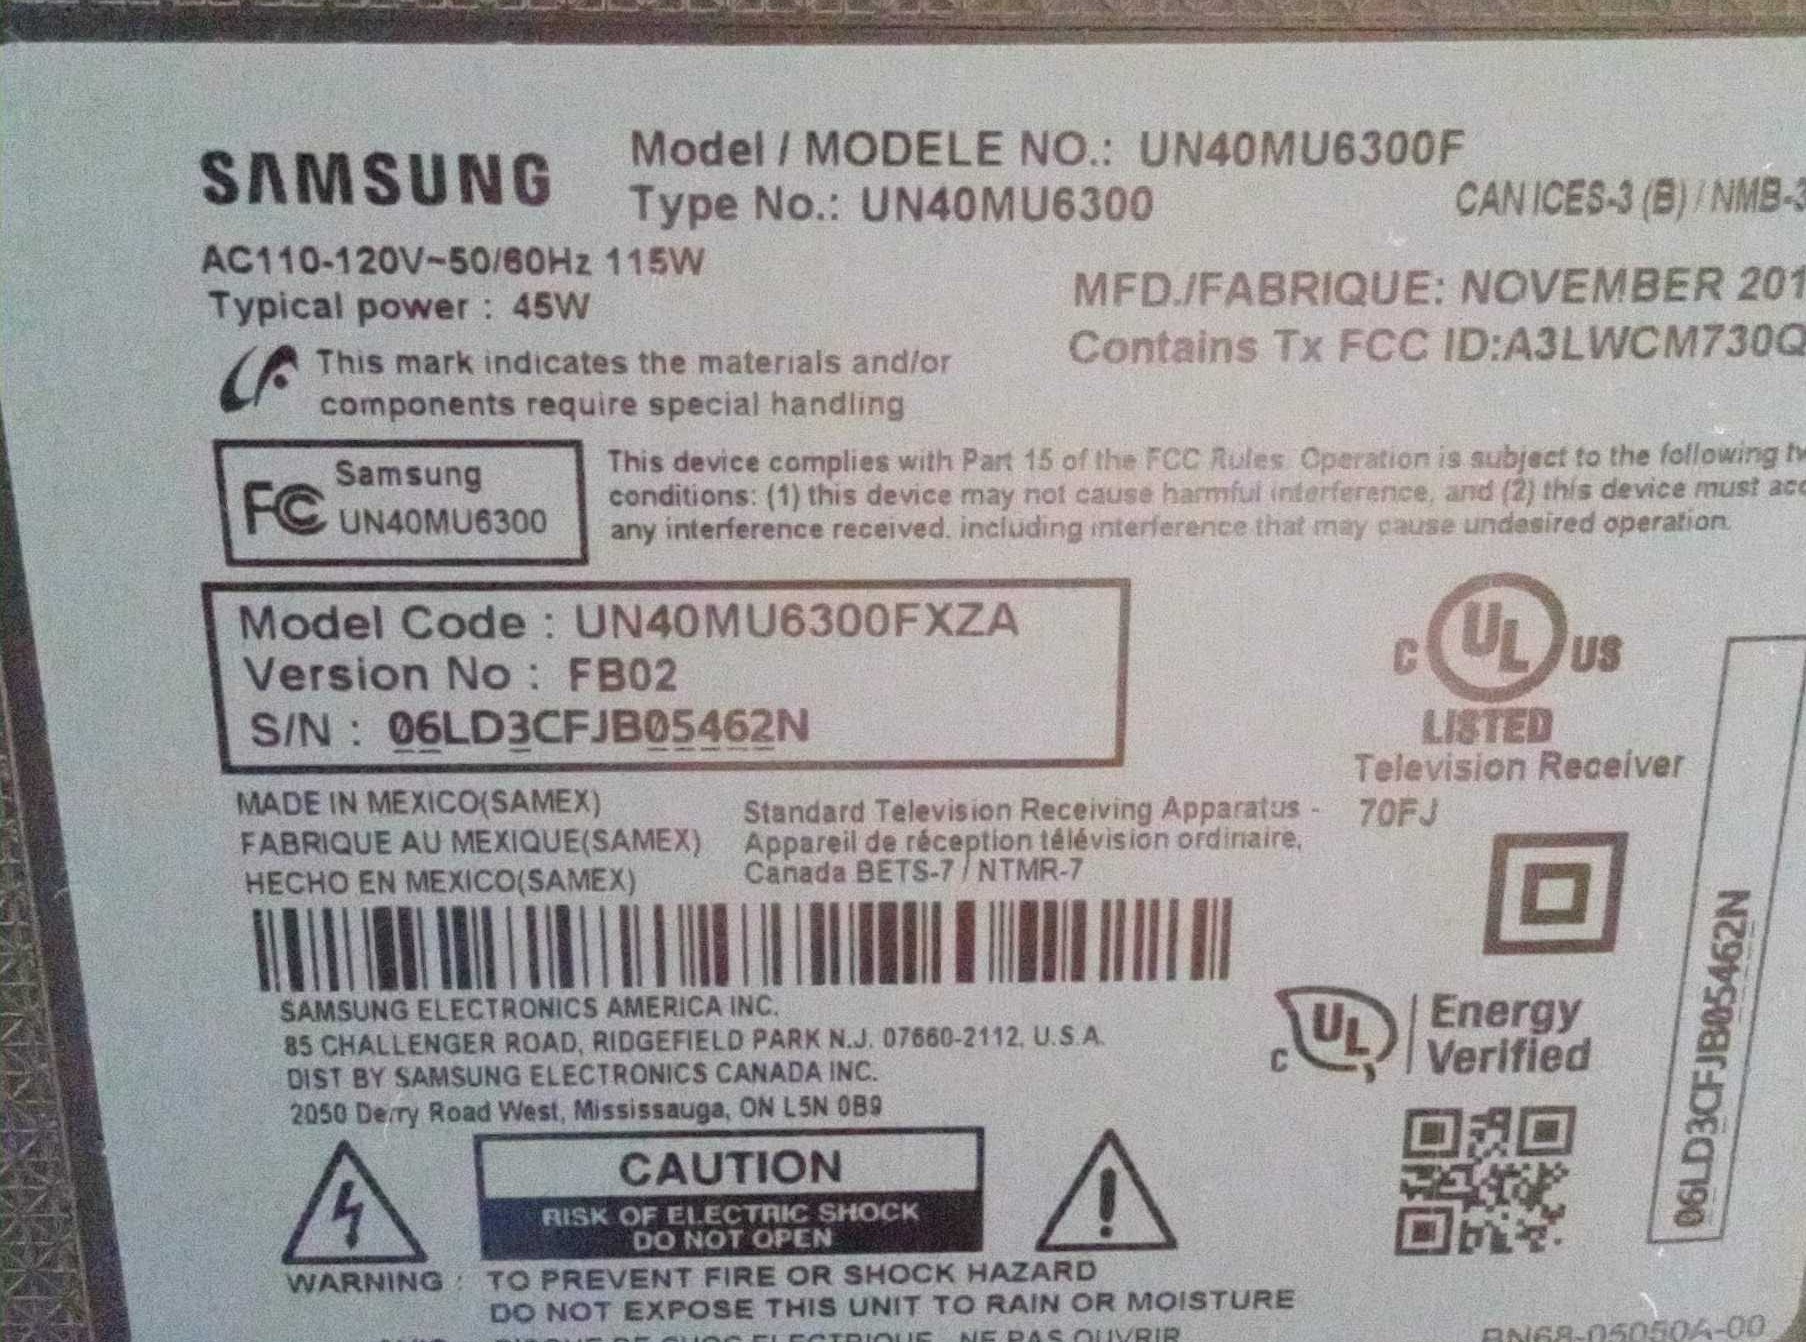 SAMSUNG
Model / MODELE NO.: UN40MU6300F
Type No.: UN40MU6300
CAN ICES-3 (B) / NMB-3
AC110-120V~50/60Hz 115W
Typical power : 45W
MFD./FABRIQUE: NOVEMBER 201
Contains Tx FCC ID:A3LWCM730Q
This mark indicates the materials and/or
components require special handling
FC Samsung
UN40MU6300
This device complies with Part 15 of the FCC Rules. Operation is subject to the following
conditions: (1) this device may not cause harmful interference, and (2) this device must
any interference received, including interference that may cause undesired operation.
Model Code : UN40MU6300FXZA
Version No : FB02
S/N : 06LD3CFJB05462N
C UL US
LISTED
Television Receiver
70FJ
MADE IN MEXICO(SAMEX)
FABRIQUE AU MEXIQUE(SAMEX)
HECHO EN MEXICO(SAMEX)
Standard Television Receiving Apparatus -
Appareil de réception télévision ordinaire,
Canada BETS-7 / NTMR-7
SAMSUNG ELECTRONICS AMERICA INC.
85 CHALLENGER ROAD, RIDGEFIELD PARK N.J. 07660-2112, U.S.A.
DIST BY SAMSUNG ELECTRONICS CANADA INC.
2050 Derry Road West, Mississauga, ON L5N 0B9
C UL Energy
Verified
06LD3CFJB05462N
CAUTION
RISK OF ELECTRIC SHOCK
DO NOT OPEN
WARNING : TO PREVENT FIRE OR SHOCK HAZARD
DO NOT EXPOSE THIS UNIT TO RAIN OR MOISTURE
NE PAS OUVRIR